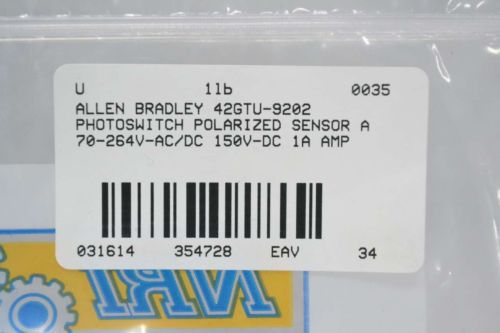 U 1lb 0035
ALLEN BRADLEY 42GTU-9202
PHOTOSWITCH POLARIZED SENSOR A
70-264V-AC/DC 150V-DC 1A AMP
031614 354728 EAV 34
NRI